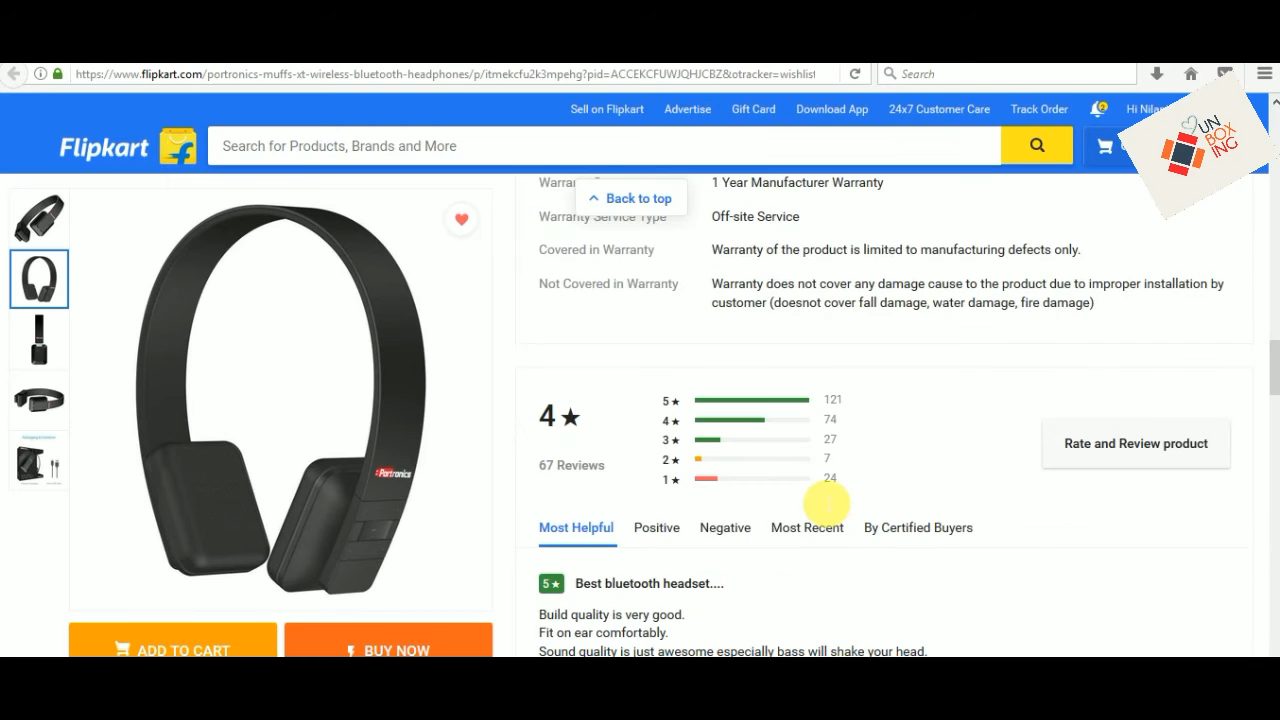 https://www.flipkart.com/portronics-muffs-xt-wireless-bluetooth-headphones/p/itmekcfu2k3mpehg?pid=ACCEKCFUWJQHJCBZ&otracker=wishlist
Search
Sell on Flipkart Advertise Gift Card Download App 24x7 Customer Care Track Order 2 Hi
UN
BOX
ING
Flipkart f
Search for Products, Brands and More
1 Year Manufacturer Warranty
Back to top
Warranty Service Type Off-site Service
Covered in Warranty Warranty of the product is limited to manufacturing defects only.
Not Covered in Warranty Warranty does not cover any damage cause to the product due to improper installation by
customer (doesnot cover fall damage, water damage, fire damage)
Portronics
4★
67 Reviews
5★ 121
4★ 74
3★ 27
2★ 7
1★ 24
Rate and Review product
Most Helpful Positive Negative Most Recent By Certified Buyers
5★ Best bluetooth headset....
Build quality is very good.
Fit on ear comfortably.
Sound quality is just awesome especially bass will shake your head.
ADD TO CART BUY NOW